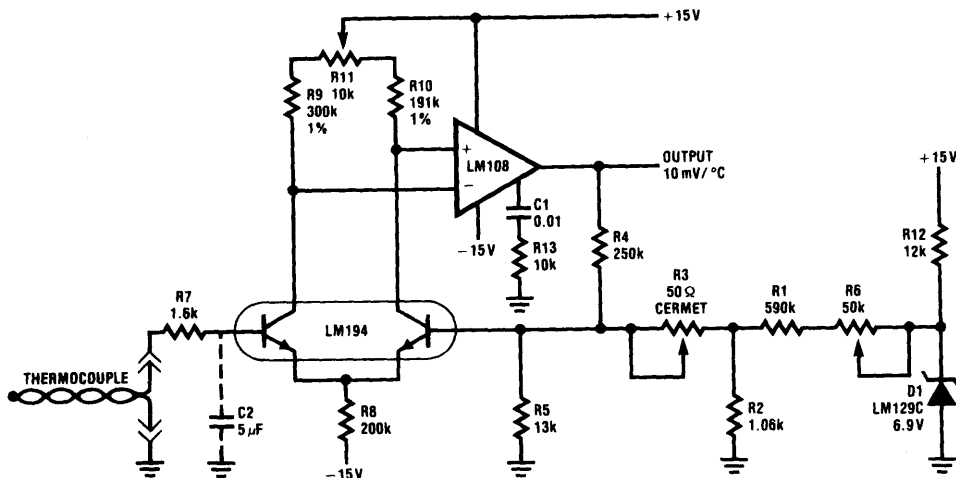 +15V
R11
10k
R9
300k
1%
R10
191k
1%
+
−
LM108
OUTPUT
10 mV/°C
+15V
−15V
C1
0.01
R13
10k
R4
250k
R12
12k
R3
50Ω
CERMET
R1
590k
R6
50k
R7
1.6k
LM194
THERMOCOUPLE
C2
5µF
R8
200k
−15V
R5
13k
R2
1.06k
D1
LM129C
6.9V